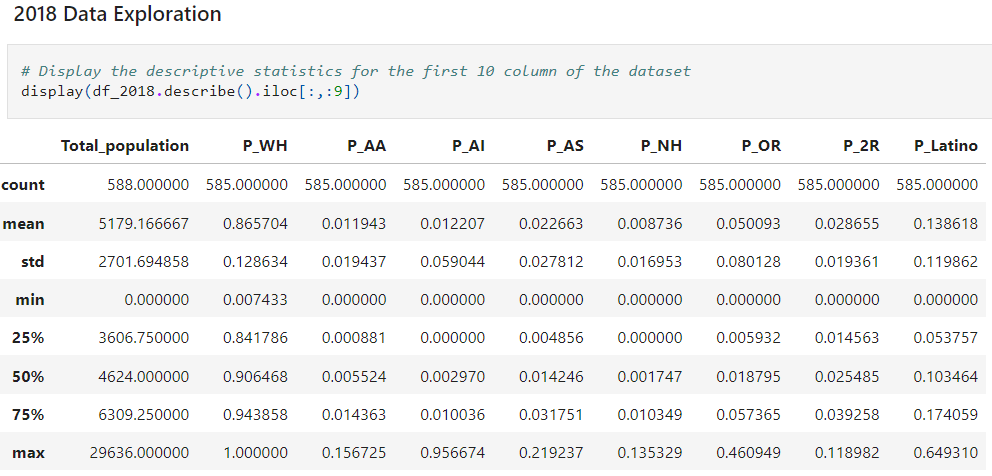 2018 Data Exploration
# Display the descriptive statistics for the first 10 column of the dataset
display(df_2018.describe().iloc[:,:9])
Total_population P_WH P_AA P_AI P_AS P_NH P_OR P_2R P_Latino
count 588.000000 585.000000 585.000000 585.000000 585.000000 585.000000 585.000000 585.000000 585.000000
mean 5179.166667 0.865704 0.011943 0.012207 0.022663 0.008736 0.050093 0.028655 0.138618
std 2701.694858 0.128634 0.019437 0.059044 0.027812 0.016953 0.080128 0.019361 0.119862
min 0.000000 0.007433 0.000000 0.000000 0.000000 0.000000 0.000000 0.000000 0.000000
25% 3606.750000 0.841786 0.000881 0.000000 0.004856 0.000000 0.005932 0.014563 0.053757
50% 4624.000000 0.906468 0.005524 0.002970 0.014246 0.001747 0.018795 0.025485 0.103464
75% 6309.250000 0.943858 0.014363 0.010036 0.031751 0.010349 0.057365 0.039258 0.174059
max 29636.000000 1.000000 0.156725 0.956674 0.219237 0.135329 0.460949 0.118982 0.649310